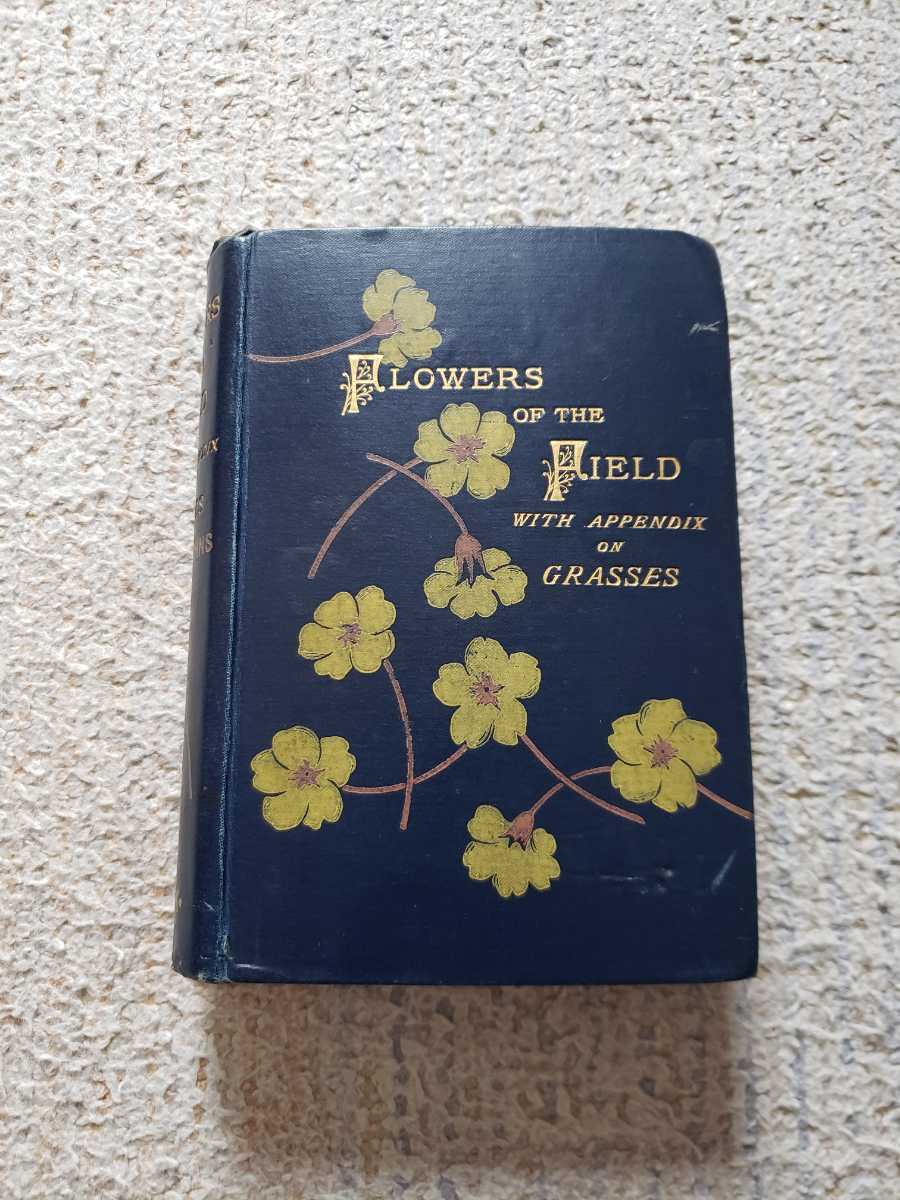 FLOWERS
OF THE
FIELD
WITH APPENDIX
ON
GRASSES